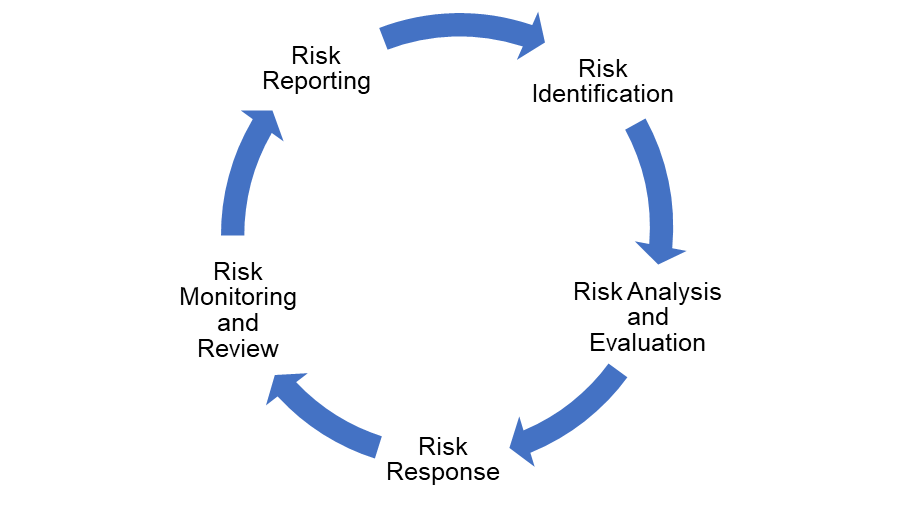 Risk
Reporting
Risk
Identification
Risk Analysis
and
Evaluation
Risk
Response
Risk
Monitoring
and
Review